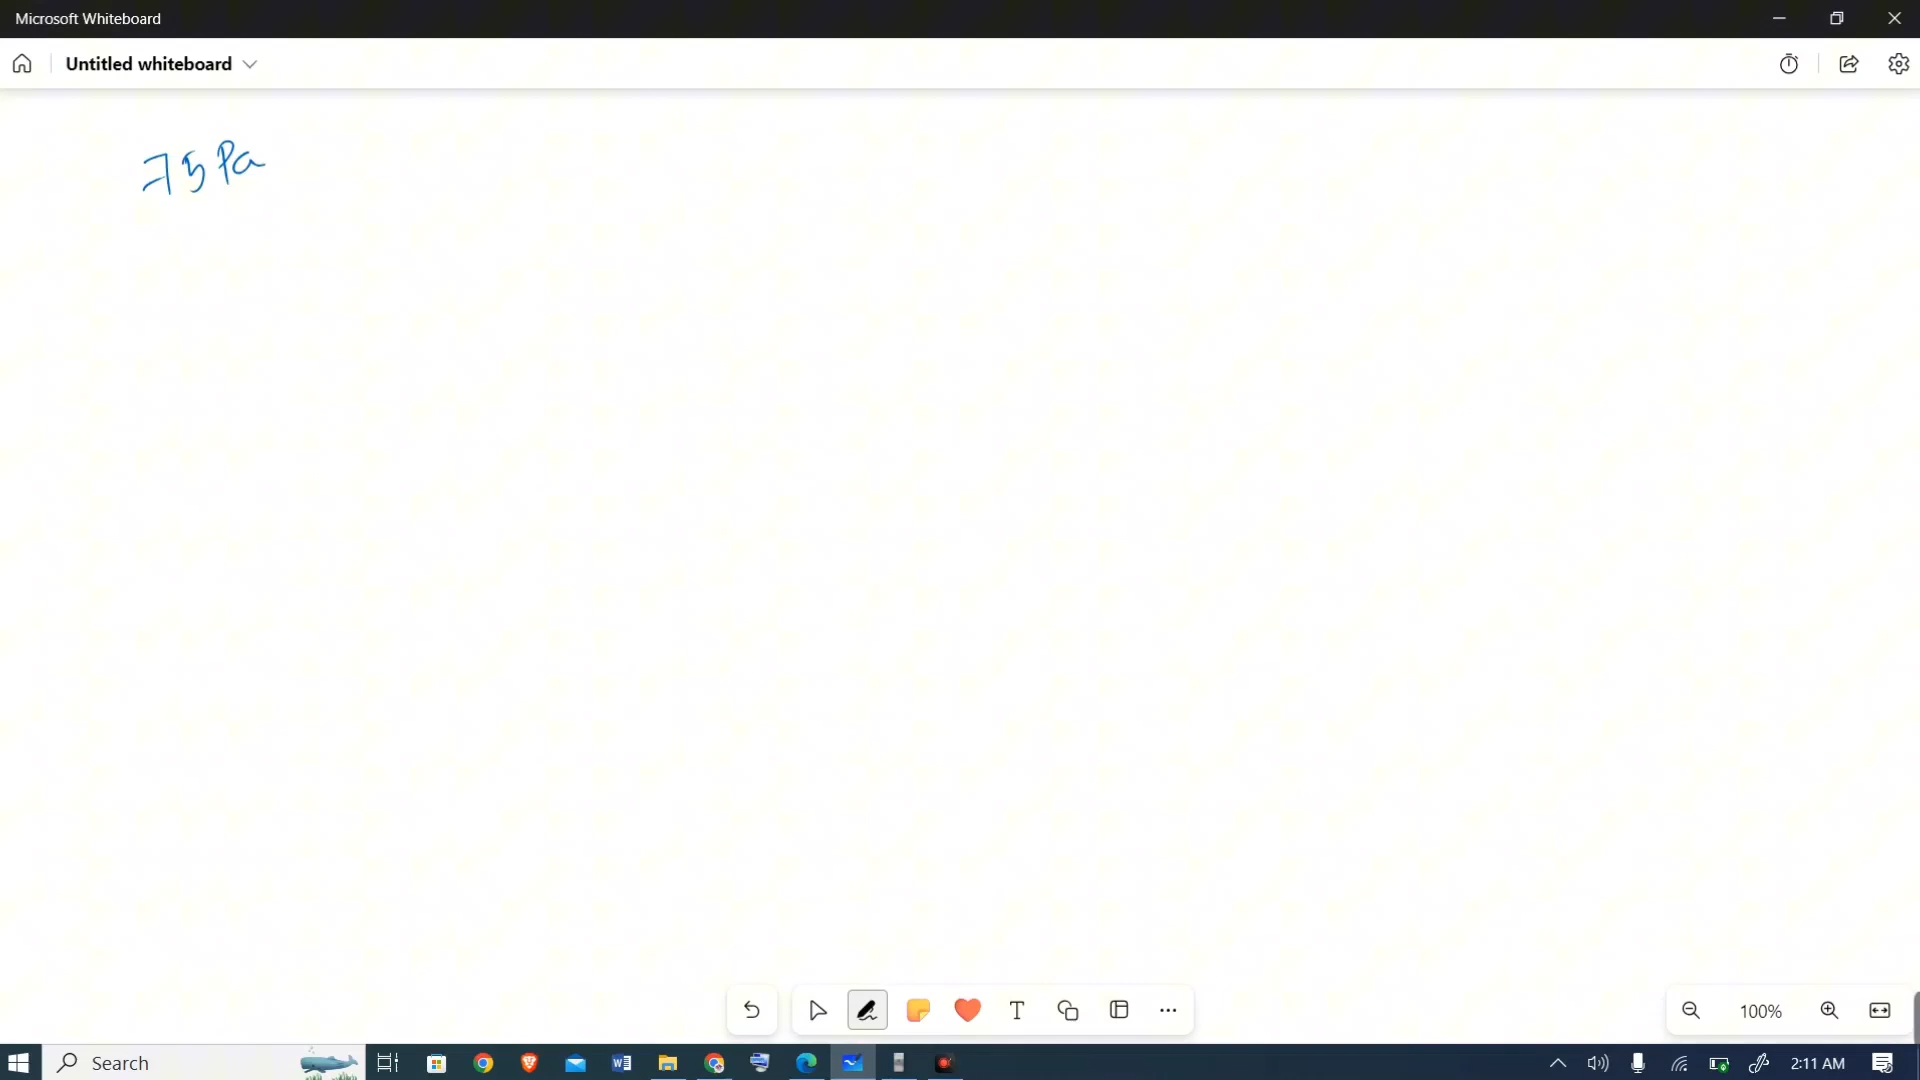 Microsoft Whiteboard
Untitled whiteboard
75 Pa
T
100%
Search
2:11 AM